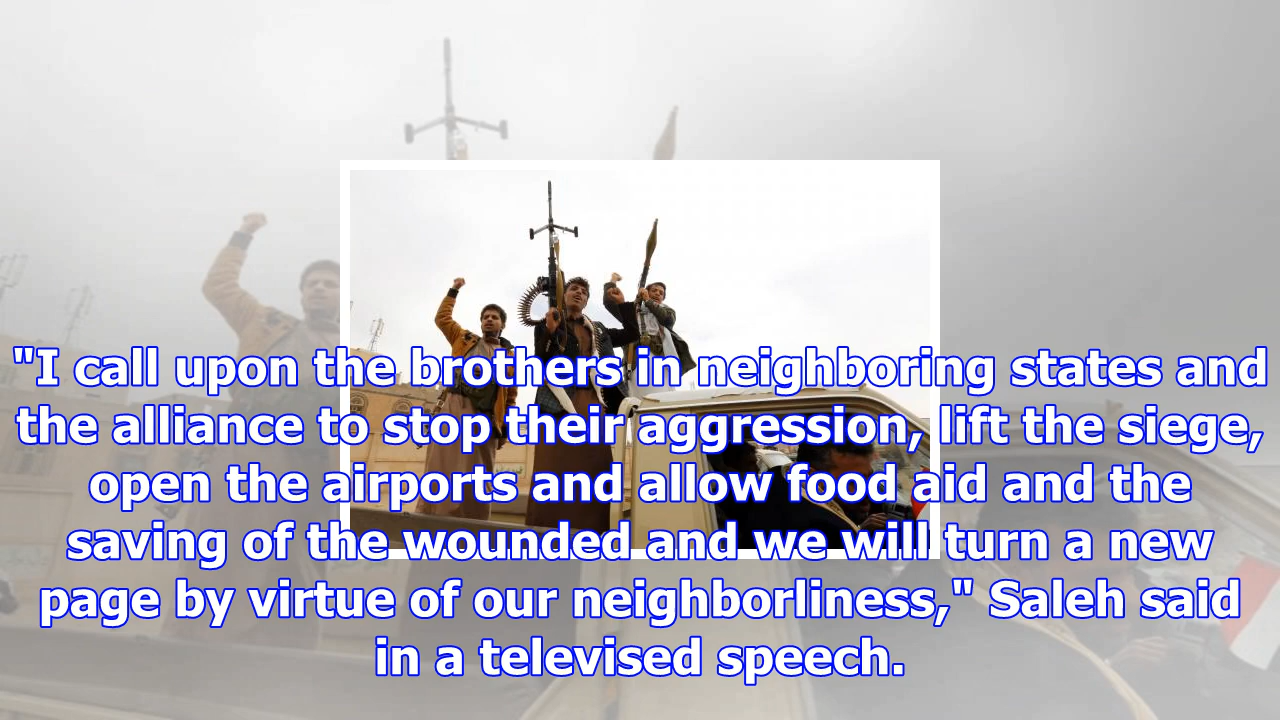 "I call upon the brothers in neighboring states and
the alliance to stop their aggression, lift the siege,
open the airports and allow food aid and the
saving of the wounded and we will turn a new
page by virtue of our neighborliness," Saleh said
in a televised speech.